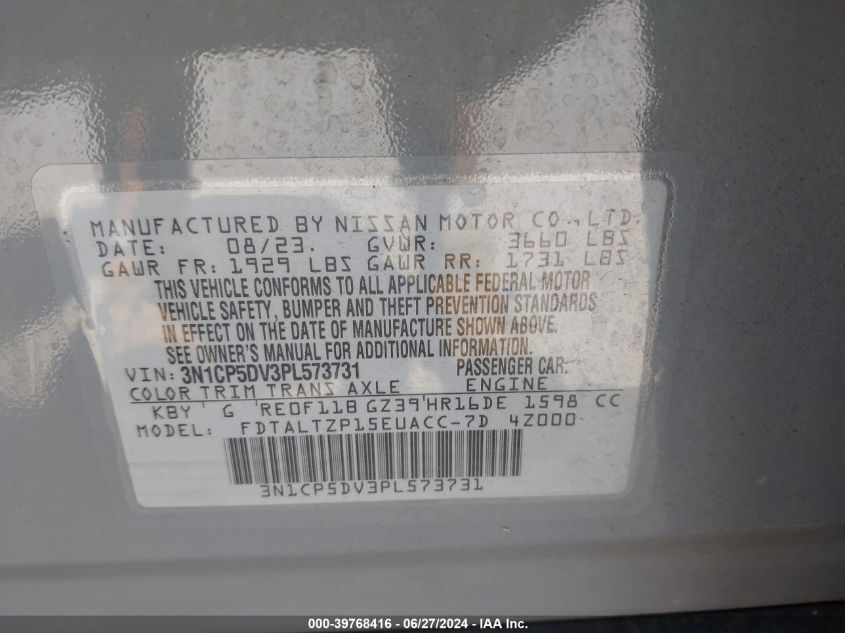 MANUFACTURED BY NISSAN MOTOR CO., LTD.
DATE: 08/23. GVWR: 3660 LBS
GAWR FR: 1929 LBS GAWR RR: 1731 LBS
THIS VEHICLE CONFORMS TO ALL APPLICABLE FEDERAL MOTOR
VEHICLE SAFETY, BUMPER AND THEFT PREVENTION STANDARDS
IN EFFECT ON THE DATE OF MANUFACTURE SHOWN ABOVE.
SEE OWNER'S MANUAL FOR ADDITIONAL INFORMATION.
VIN: 3N1CP5DV3PL573731 PASSENGER CAR
COLOR TRIM TRANS AXLE ENGINE
KBY G RE0F11B GZ39 HR16DE 1598 CC
MODEL: FDTALTZP15EUACC-7D 4Z000
3N1CP5DV3PL573731
000-39768416 | 06/27/2024 - IAA Inc.